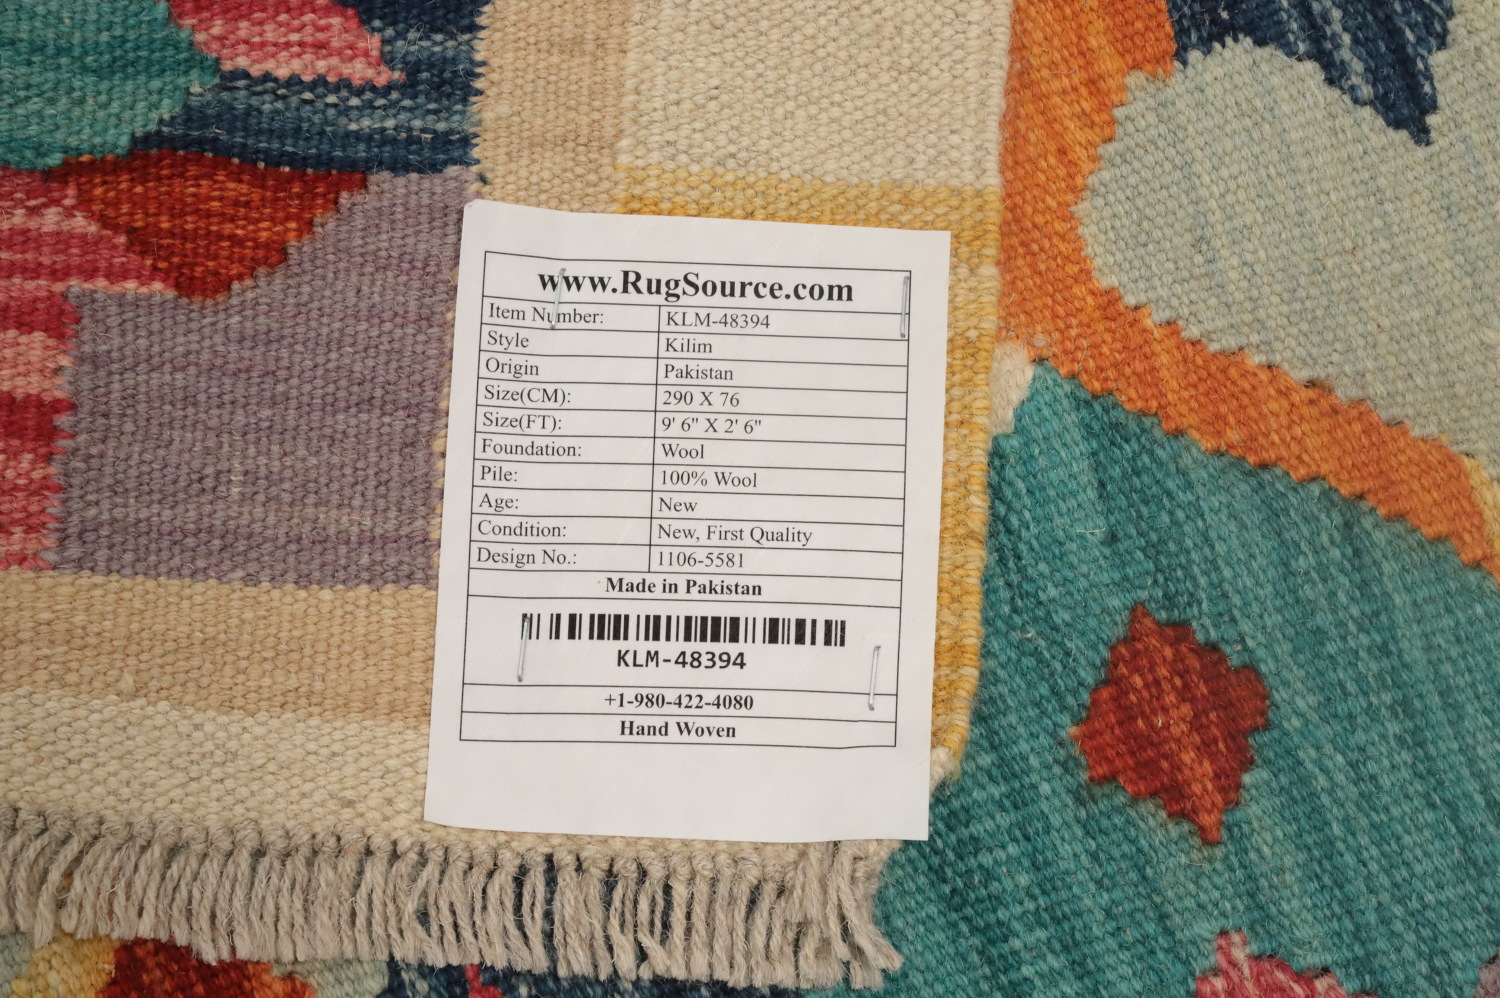 www.RugSource.com
Item Number: KLM-48394
Style Kilim
Origin Pakistan
Size(CM): 290 X 76
Size(FT): 9' 6" X 2' 6"
Foundation: Wool
Pile: 100% Wool
Age: New
Condition: New, First Quality
Design No.: 1106-5581
Made in Pakistan
KLM-48394
+1-980-422-4080
Hand Woven